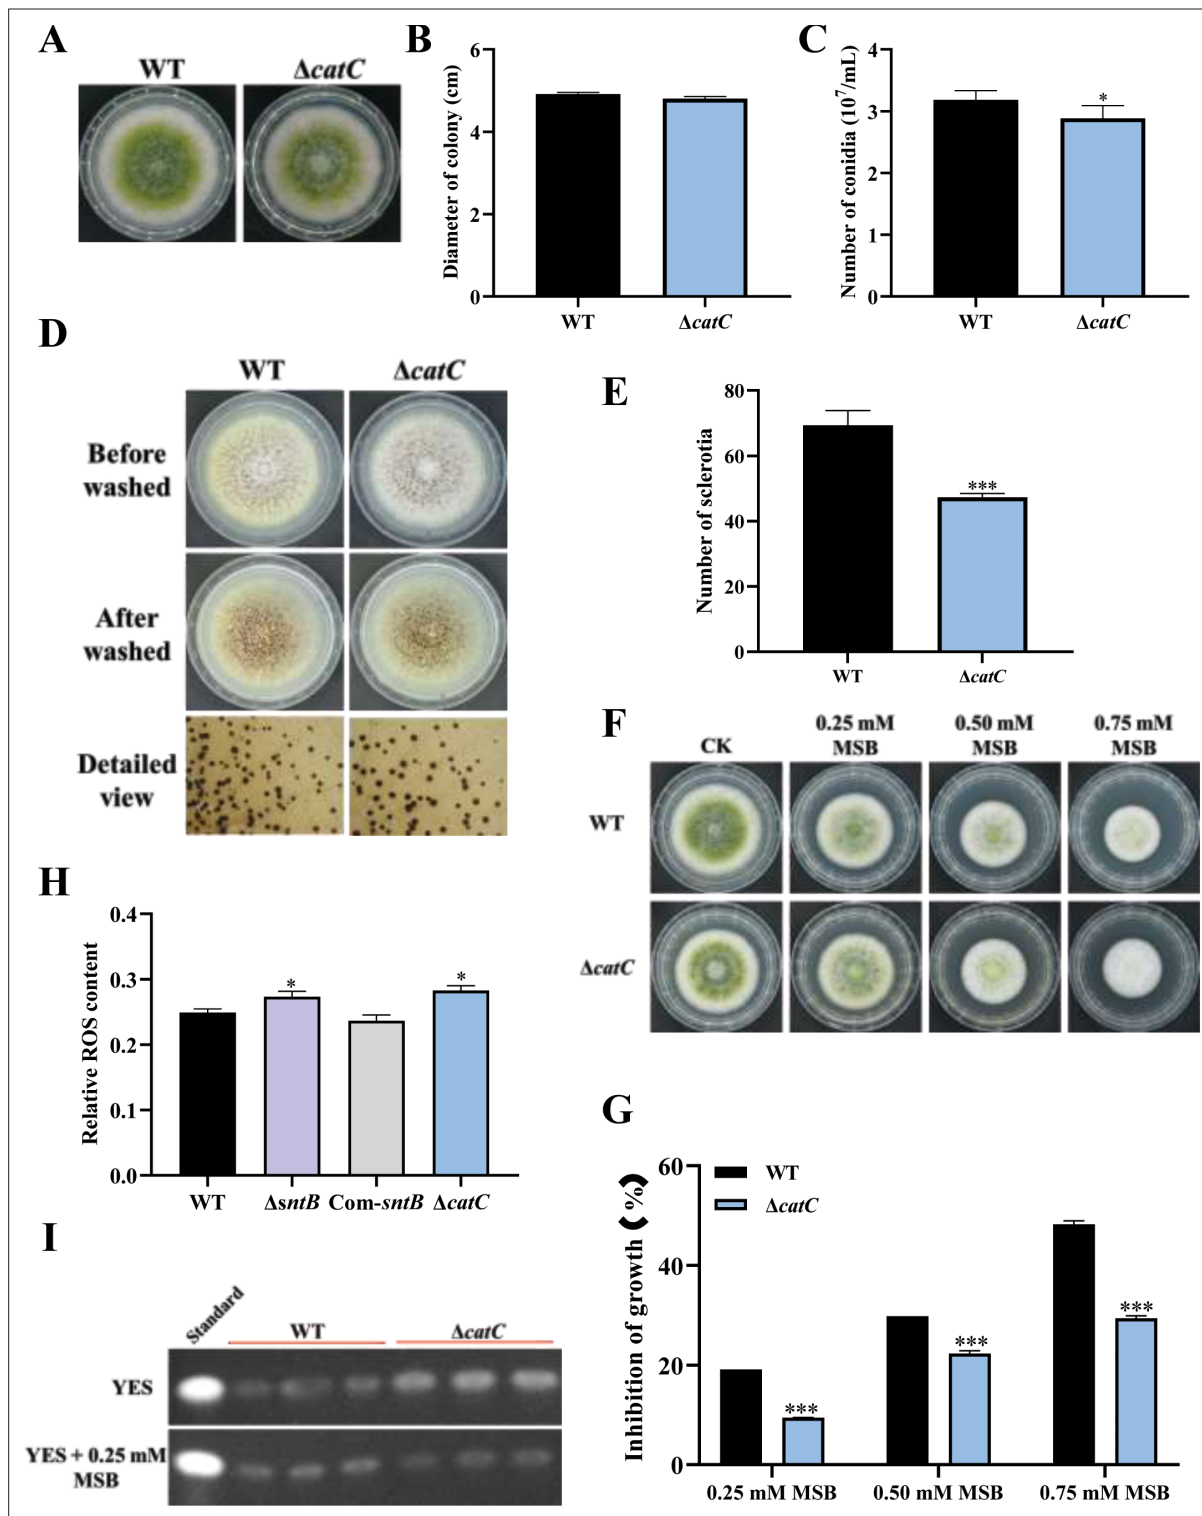 A
WT
ΔcatC
B
Diameter of colony (cm)
6
4
2
0
WT
ΔcatC
C
Number of conidia (10⁷/mL)
4
3
2
1
0
*
WT
ΔcatC
D
WT
ΔcatC
Before
washed
After
washed
Detailed
view
E
Number of sclerotia
80
60
40
20
0
***
WT
ΔcatC
F
CK
0.25 mM
MSB
0.50 mM
MSB
0.75 mM
MSB
WT
ΔcatC
H
Relative ROS content
0.4
0.3
0.2
0.1
0.0
*
*
WT
ΔsntB
Com-sntB
ΔcatC
G
Inhibition of growth (%)
60
40
20
0
WT
ΔcatC
***
***
***
0.25 mM MSB
0.50 mM MSB
0.75 mM MSB
I
Standard
WT
ΔcatC
YES
YES + 0.25 mM
MSB